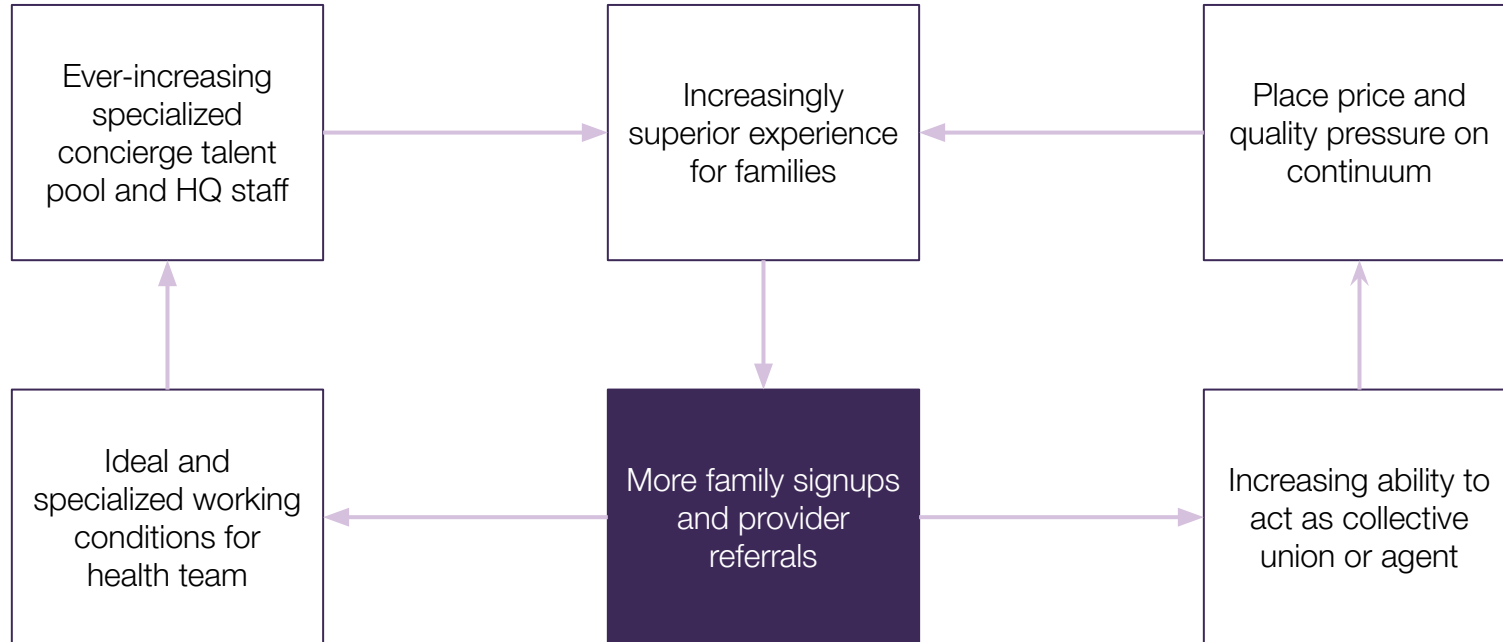 Ever-increasing
specialized
concierge talent
pool and HQ staff
Increasingly
superior experience
for families
Place price and
quality pressure on
continuum
Ideal and
specialized working
conditions for
health team
More family signups
and provider
referrals
Increasing ability to
act as collective
union or agent